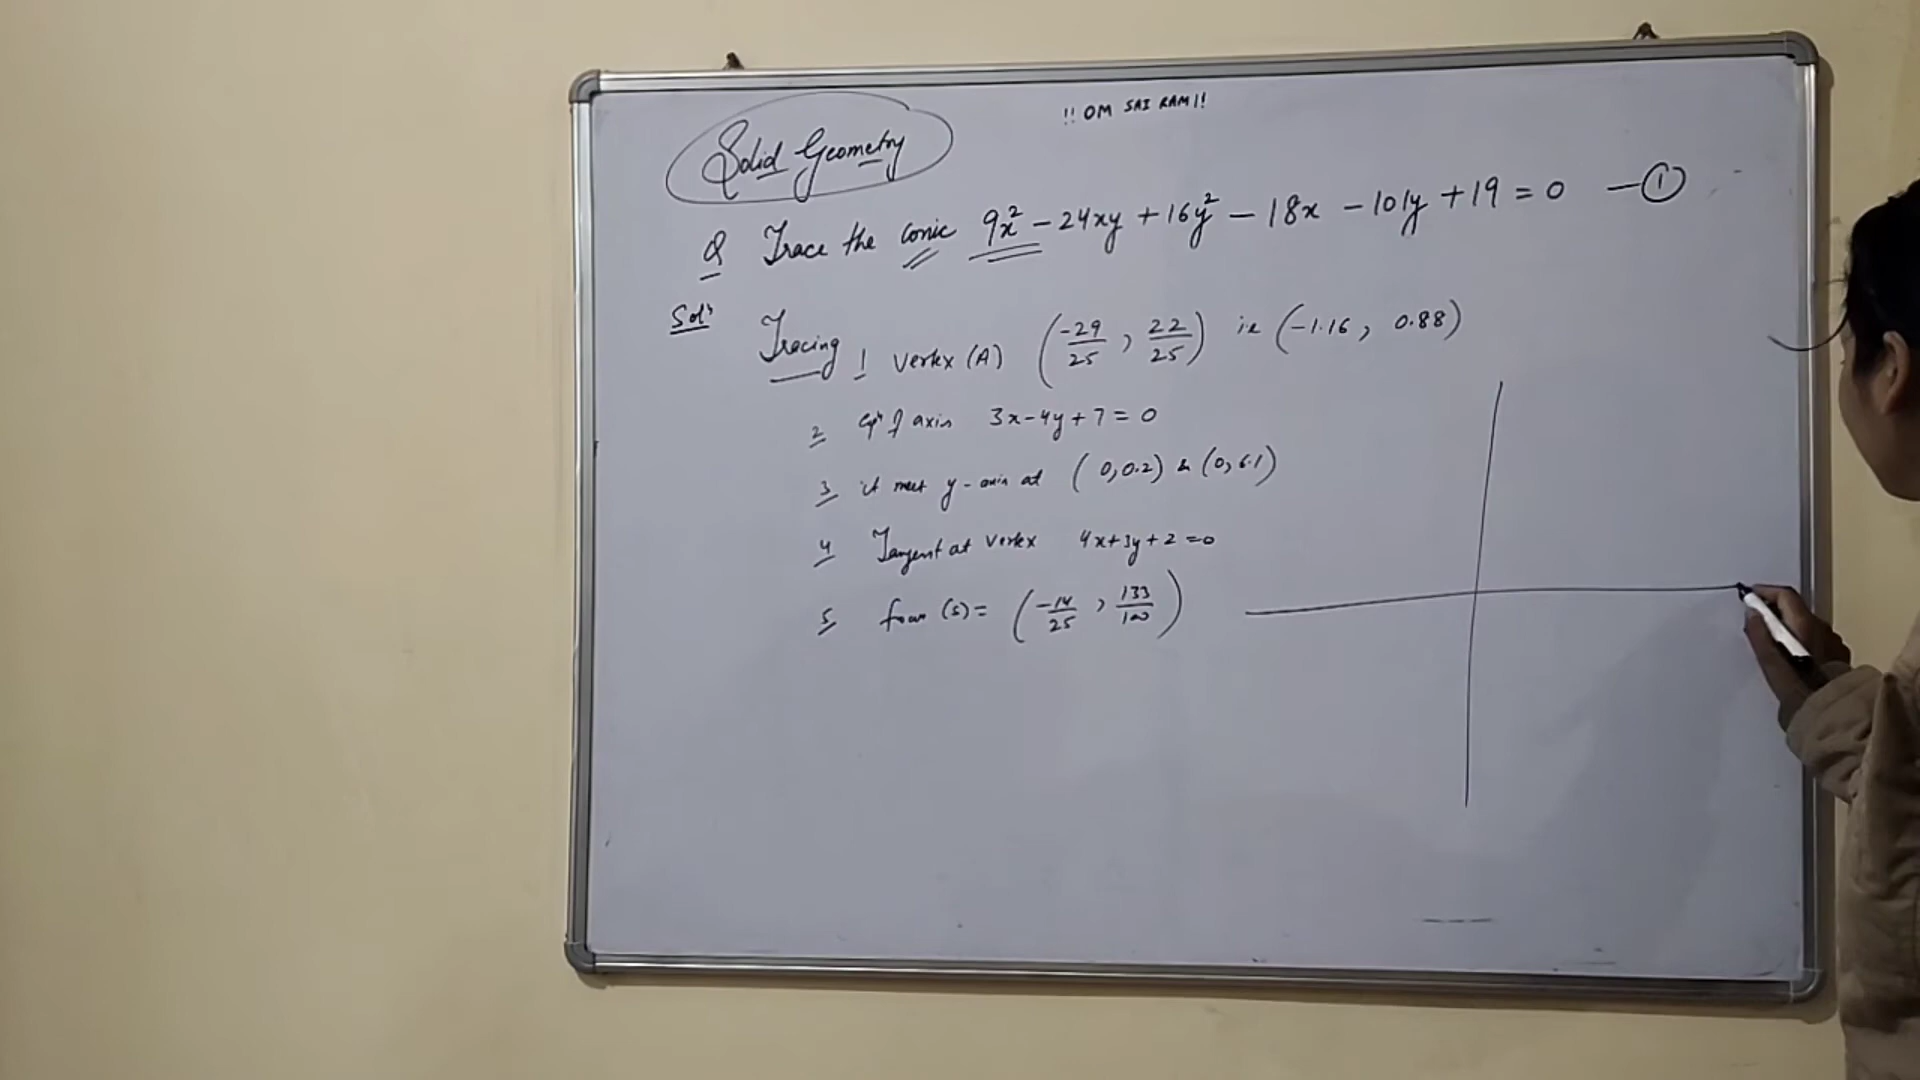 !! OM SAI RAM !!
Solid Geometry
Q Trace the conic 9x² - 24xy + 16y² - 18x - 101y + 19 = 0 — ①
Solⁿ Tracing 1 Vertex (A) (-29/25, 22/25) ie (-1.16, 0.88)
2 Eqⁿ of axis 3x - 4y + 7 = 0
3 it meet y-axis at (0, 0.2) & (0, 6.1)
4 Tangent at vertex 4x + 3y + 2 = 0
5 focus (s) = (-14/25, 133/100)